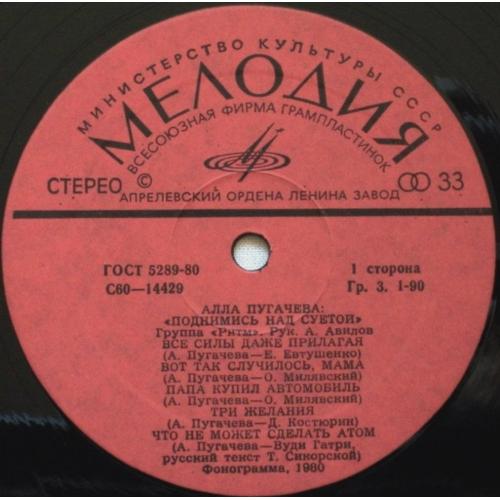 МИНИСТЕРСТВО КУЛЬТУРЫ СССР
МЕЛОДИЯ
ВСЕСОЮЗНАЯ ФИРМА ГРАМПЛАСТИНОК
СТЕРЕО © 33
АПРЕЛЕВСКИЙ ОРДЕНА ЛЕНИНА ЗАВОД
ГОСТ 5289-80 1 сторона
С60—14429 Гр. 3. 1-90
АЛЛА ПУГАЧЕВА:
«ПОДНИМИСЬ НАД СУЕТОЙ»
Группа «Ритм». Рук. А. Авилов
ВСЕ СИЛЫ ДАЖЕ ПРИЛАГАЯ
(А. Пугачева—Е. Евтушенко)
ВОТ ТАК СЛУЧИЛОСЬ, МАМА
(А. Пугачева—О. Милявский)
ПАПА КУПИЛ АВТОМОБИЛЬ
(А. Пугачева—О. Милявский)
ТРИ ЖЕЛАНИЯ
(А. Пугачева—Д. Костюрин)
ЧТО НЕ МОЖЕТ СДЕЛАТЬ АТОМ
(А. Пугачева—Вуди Гатри,
русский текст Т. Сикорской)
Фонограмма, 1980